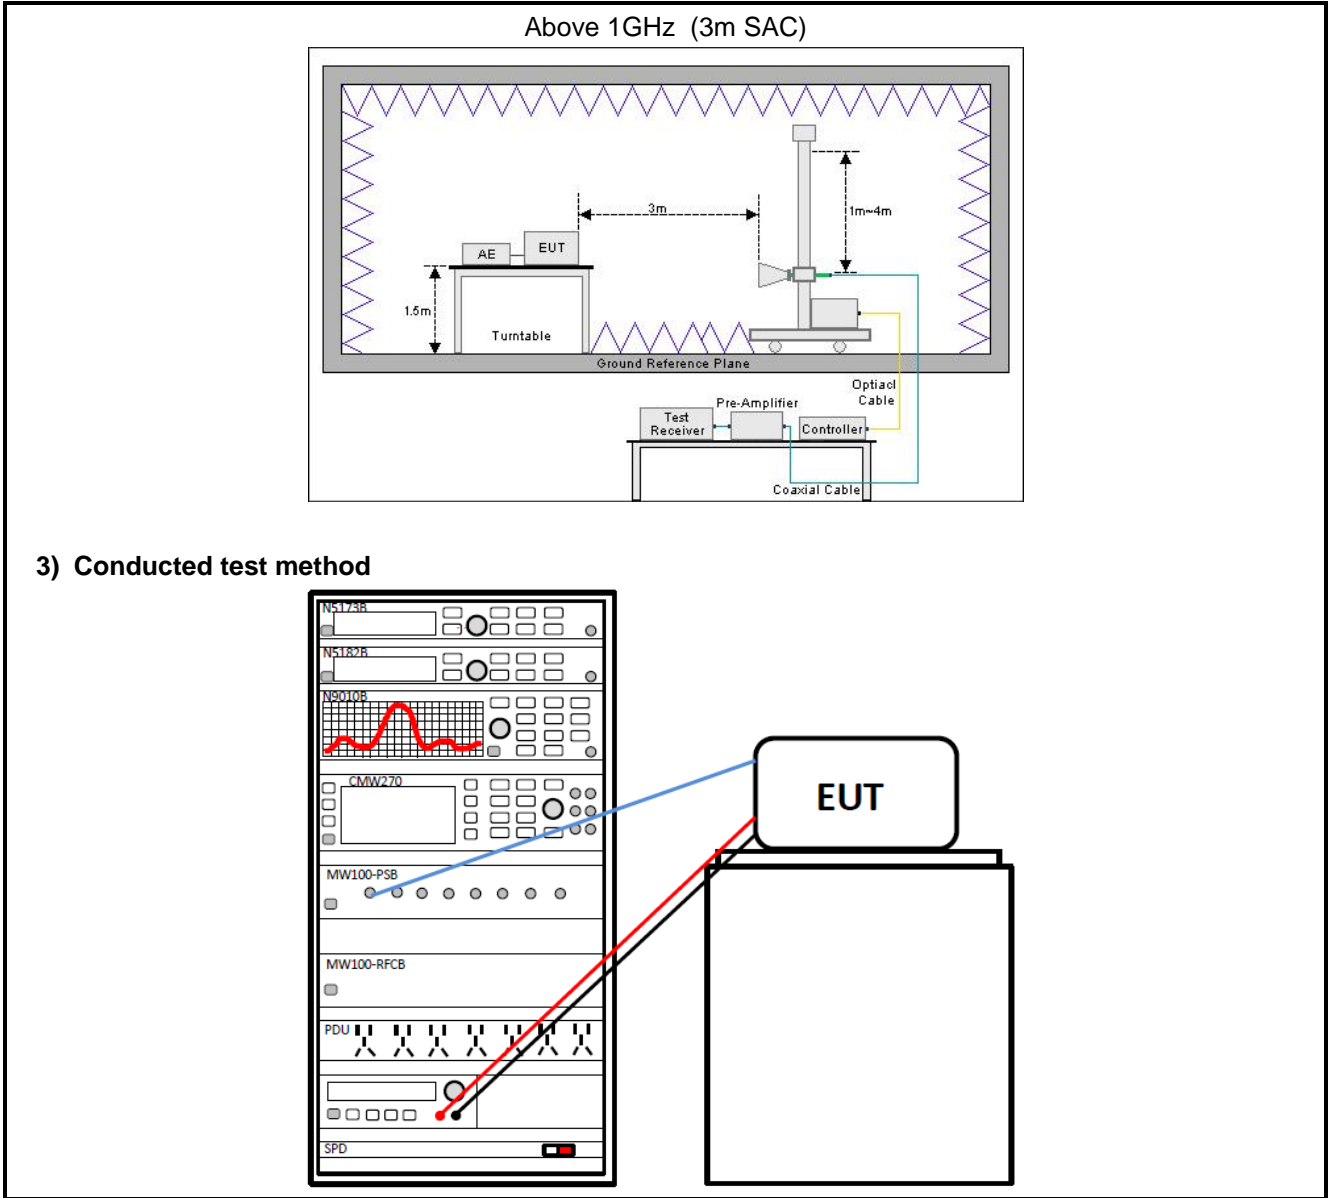 Above 1GHz (3m SAC)
3m
1m~4m
AE
EUT
1.5m
Turntable
Ground Reference Plane
Optiacl
Cable
Pre-Amplifier
Test
Receiver
Controller
Coaxial Cable
3) Conducted test method
N5173B
N5182B
N9010B
CMW270
EUT
MW100-PSB
MW100-RFCB
PDU
SPD